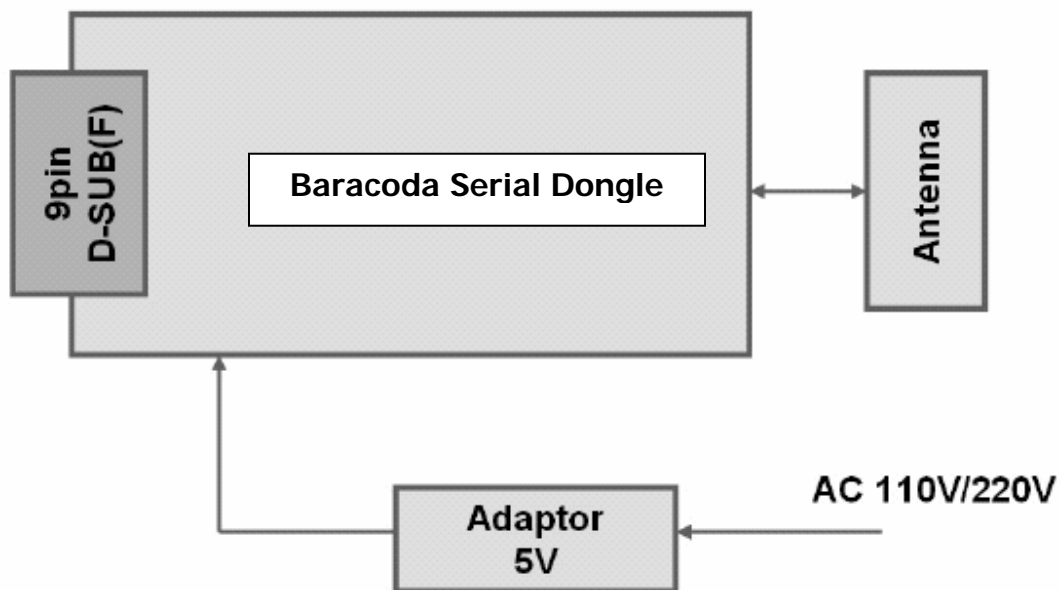 9pin
D-SUB(F)
Baracoda Serial Dongle
Antenna
AC 110V/220V
Adaptor
5V